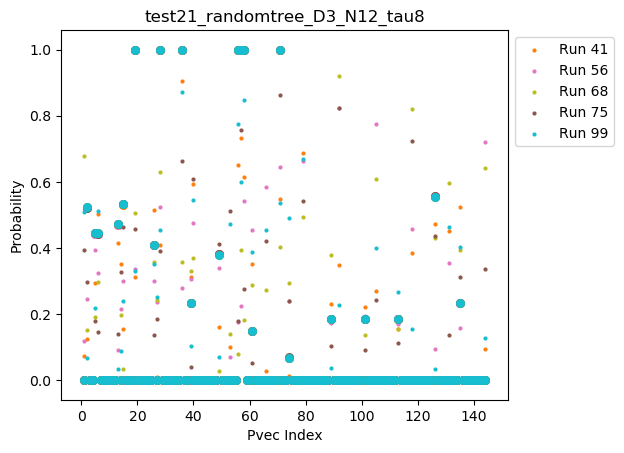 test21_randomtree_D3_N12_tau8
1.0
0.8
0.6
0.4
0.2
0.0
Probability
0
20
40
60
80
100
120
140
Pvec Index
Run 41
Run 56
Run 68
Run 75
Run 99